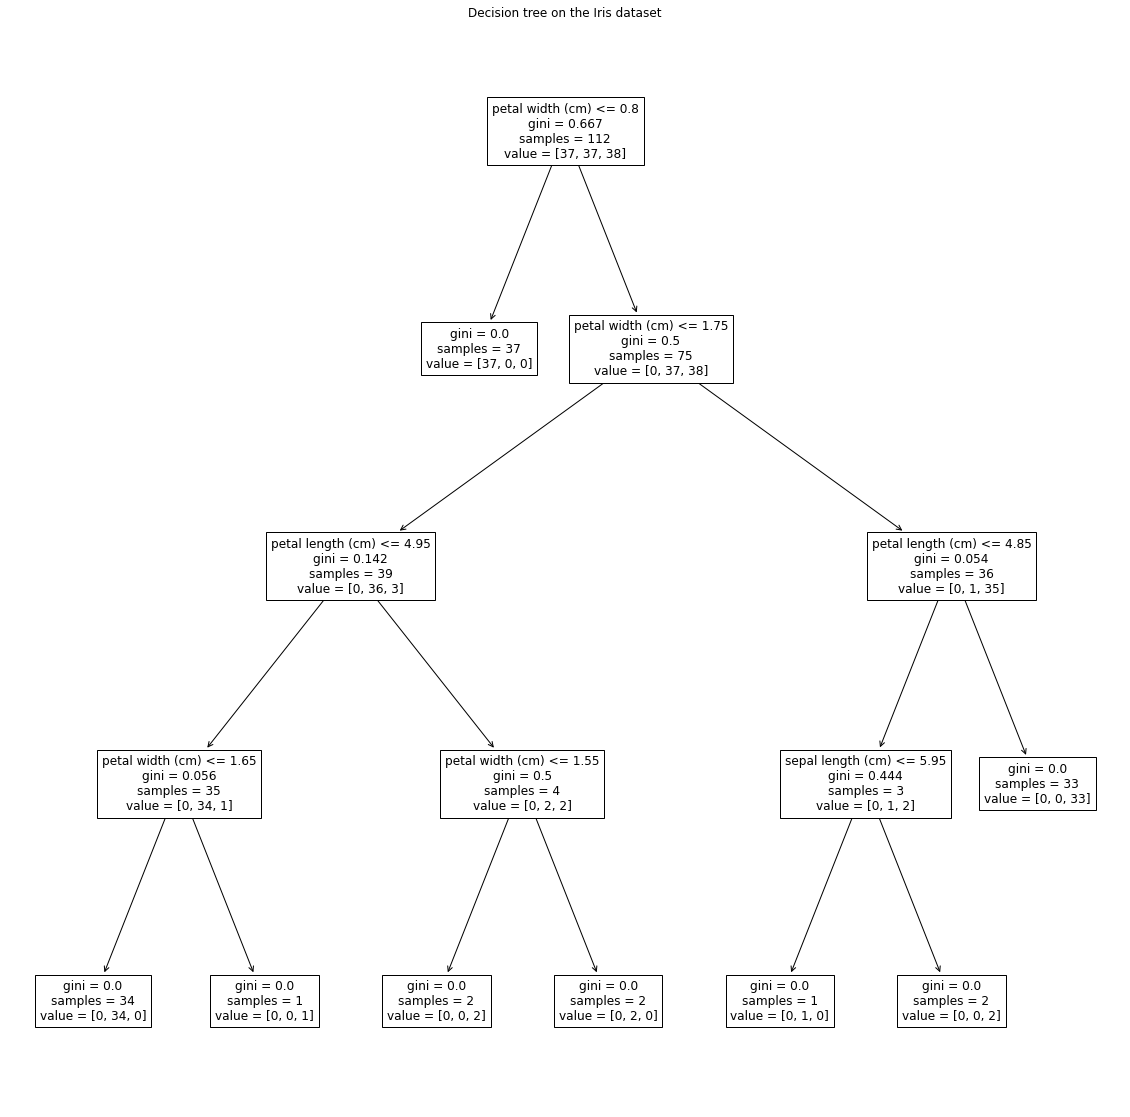 Decision tree on the Iris dataset
petal width (cm) <= 0.8
gini = 0.667
samples = 112
value = [37, 37, 38]
gini = 0.0
samples = 37
value = [37, 0, 0]
petal width (cm) <= 1.75
gini = 0.5
samples = 75
value = [0, 37, 38]
petal length (cm) <= 4.95
gini = 0.142
samples = 39
value = [0, 36, 3]
petal length (cm) <= 4.85
gini = 0.054
samples = 36
value = [0, 1, 35]
petal width (cm) <= 1.65
gini = 0.056
samples = 35
value = [0, 34, 1]
petal width (cm) <= 1.55
gini = 0.5
samples = 4
value = [0, 2, 2]
sepal length (cm) <= 5.95
gini = 0.444
samples = 3
value = [0, 1, 2]
gini = 0.0
samples = 33
value = [0, 0, 33]
gini = 0.0
samples = 34
value = [0, 34, 0]
gini = 0.0
samples = 1
value = [0, 0, 1]
gini = 0.0
samples = 2
value = [0, 0, 2]
gini = 0.0
samples = 2
value = [0, 2, 0]
gini = 0.0
samples = 1
value = [0, 1, 0]
gini = 0.0
samples = 2
value = [0, 0, 2]